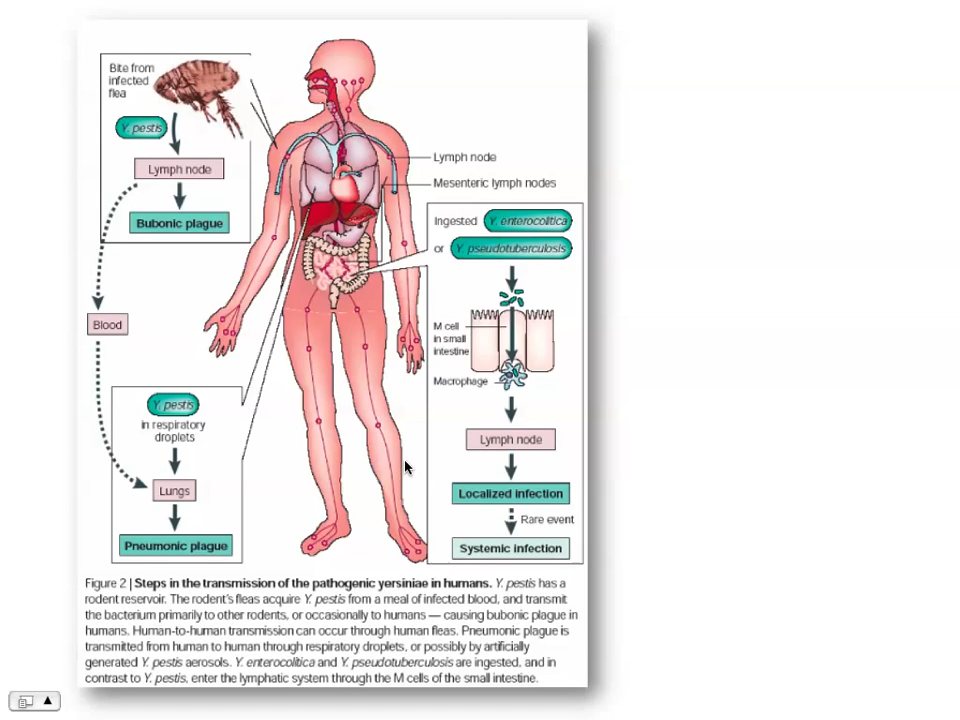 Bite from
infected
flea
Y. pestis
Lymph node
Bubonic plague
Blood
Y. pestis
in respiratory
droplets
Lungs
Pneumonic plague
Lymph node
Mesenteric lymph nodes
Ingested Y. enterocolitica
or Y. pseudotuberculosis
M cell
in small
intestine
Macrophage
Lymph node
Localized infection
Rare event
Systemic infection
Figure 2 | Steps in the transmission of the pathogenic yersiniae in humans. Y. pestis has a
rodent reservoir. The rodent's fleas acquire Y. pestis from a meal of infected blood, and transmit
the bacterium primarily to other rodents, or occasionally to humans — causing bubonic plague in
humans. Human-to-human transmission can occur through human fleas. Pneumonic plague is
transmitted from human to human through respiratory droplets, or possibly by artificially
generated Y. pestis aerosols. Y. enterocolitica and Y. pseudotuberculosis are ingested, and in
contrast to Y. pestis, enter the lymphatic system through the M cells of the small intestine.